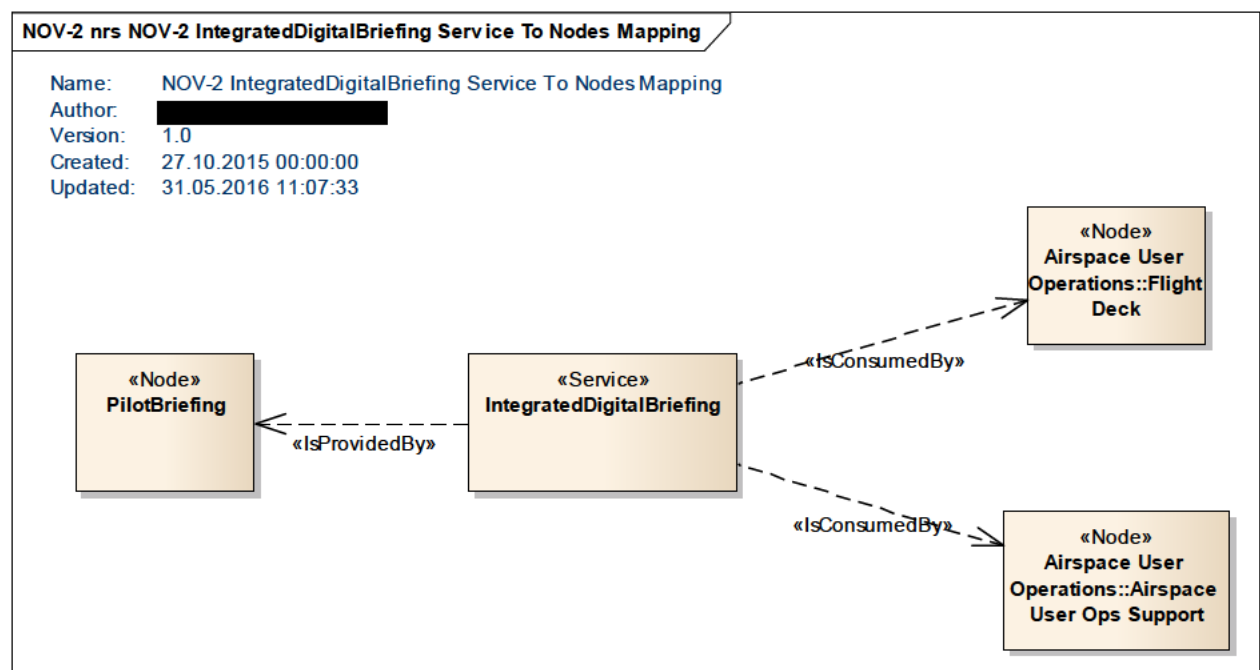 NOV-2 nrs NOV-2 IntegratedDigitalBriefing Service To Nodes Mapping
Name: NOV-2 IntegratedDigitalBriefing Service To Nodes Mapping
Author:
Version: 1.0
Created: 27.10.2015 00:00:00
Updated: 31.05.2016 11:07:33
«Node»
Airspace User
Operations::Flight
Deck
«IsConsumedBy»
«Node»
PilotBriefing
«IsProvidedBy»
«Service»
IntegratedDigitalBriefing
«IsConsumedBy»
«Node»
Airspace User
Operations::Airspace
User Ops Support